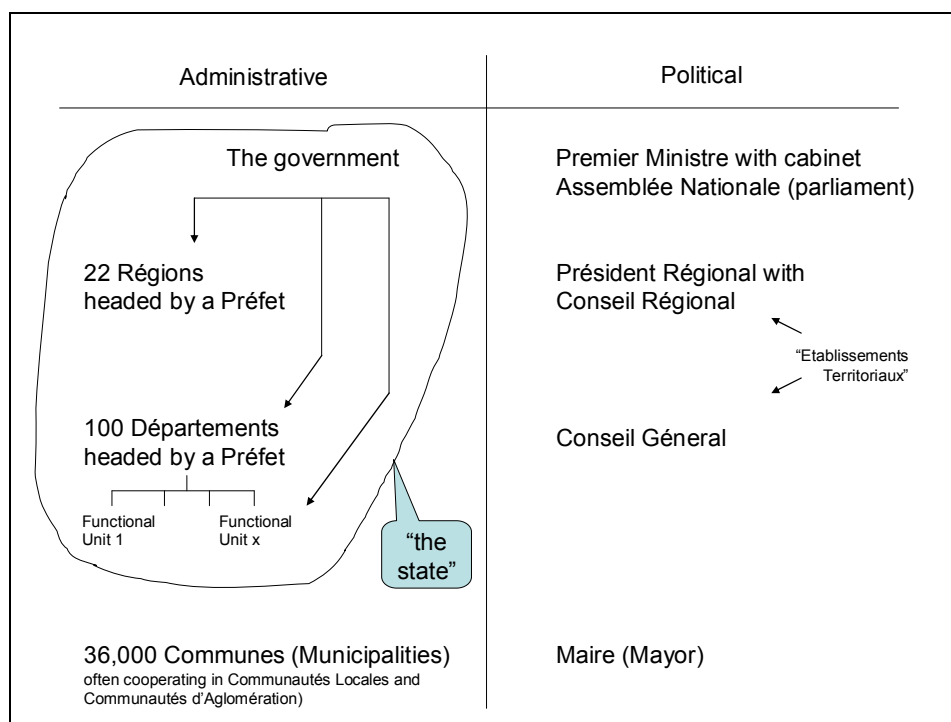 Administrative
Political
The government
Premier Ministre with cabinet
Assemblée Nationale (parliament)
22 Régions
headed by a Préfet
Président Régional with
Conseil Régional
“Etablissements
Territoriaux”
100 Départements
headed by a Préfet
Conseil Géneral
Functional
Unit 1
Functional
Unit x
“the
state”
36,000 Communes (Municipalities)
often cooperating in Communautés Locales and
Communautés d’Aglomération)
Maire (Mayor)